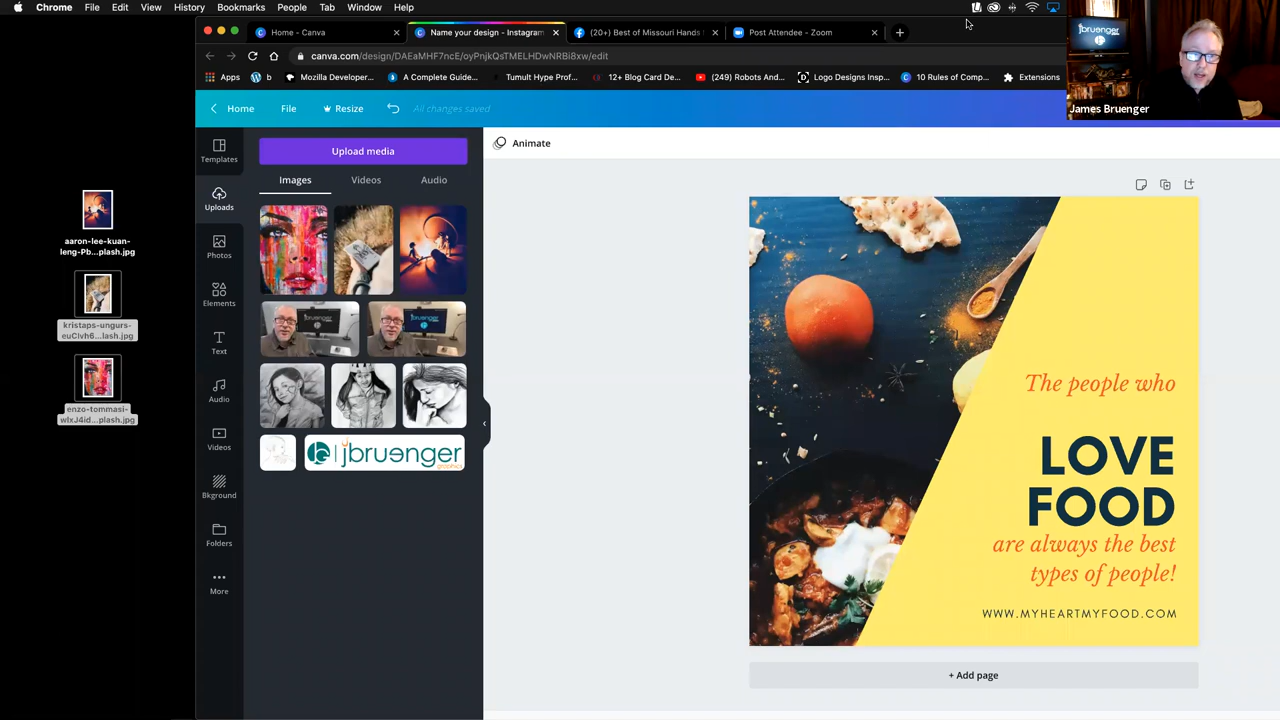 Chrome File Edit View History Bookmarks People Tab Window Help
Home - Canva
Name your design - Instagram
(20+) Best of Missouri Hands
Post Attendee - Zoom
canva.com/design/DAEaMHF7ncE/oyPnjkQsTMELHDwNRBi8xw/edit
Apps
b
Mozilla Developer...
A Complete Guide...
Tumult Hype Prof...
12+ Blog Card De...
(249) Robots And...
Logo Designs Insp...
10 Rules of Comp...
Extensions
jbruenger
James Bruenger
Home
File
Resize
All changes saved
Templates
Uploads
Photos
Elements
Text
Audio
Videos
Bkground
Folders
More
Upload media
Images
Videos
Audio
jbruenger
graphics
Animate
aaron-lee-kuan-
leng-Pb...plash.jpg
kristaps-ungurs-
euClvh6...lash.jpg
enzo-tommasi-
wlxJ4id...plash.jpg
The people who
LOVE
FOOD
are always the best
types of people!
WWW.MYHEARTMYFOOD.COM
+ Add page